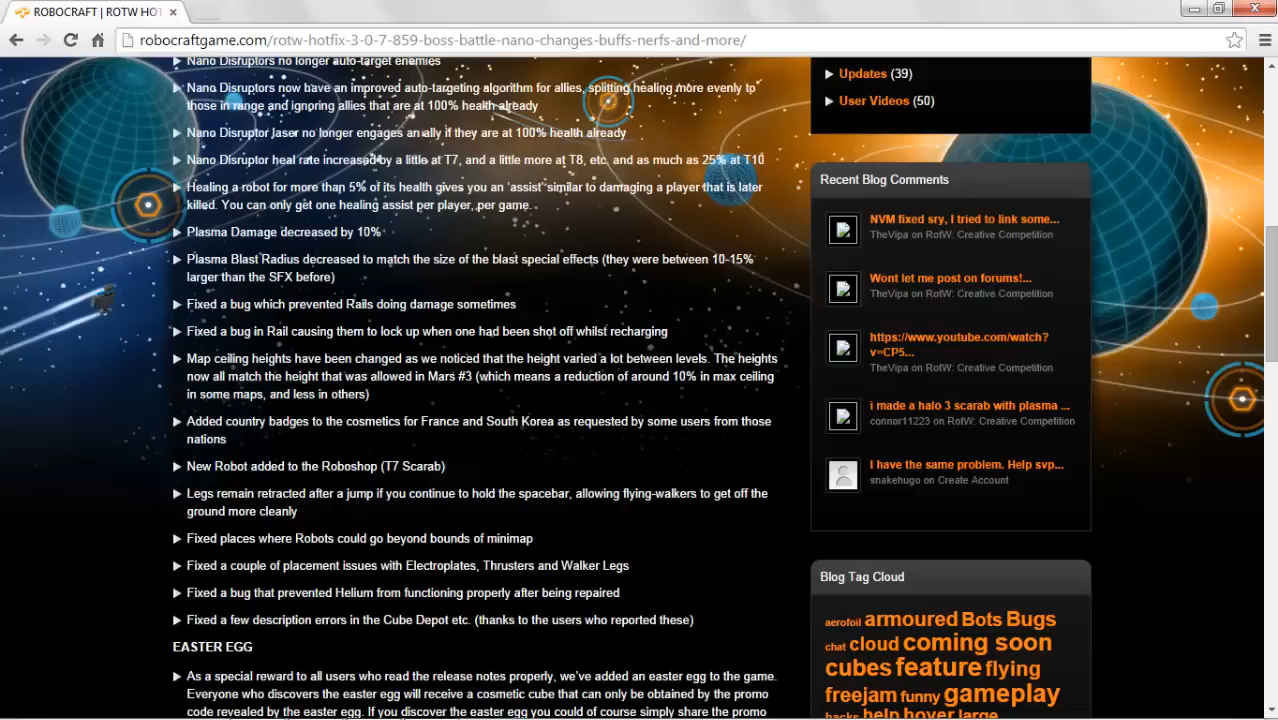 ROBOCRAFT | ROTW HOT
robocraftgame.com/rotw-hotfix-3-0-7-859-boss-battle-nano-changes-buffs-nerfs-and-more/
Nano Disruptors no longer auto-target enemies
Nano Disruptors now have an improved auto-targeting algorithm for allies, splitting healing more evenly to
those in range and ignoring allies that are at 100% health already
Nano Disruptor laser no longer engages an ally if they are at 100% health already
Nano Disruptor heal rate increased by a little at T7, and a little more at T8, etc. and as much as 25% at T10
Healing a robot for more than 5% of its health gives you an 'assist' similar to damaging a player that is later
killed. You can only get one healing assist per player, per game.
Plasma Damage decreased by 10%
Plasma Blast Radius decreased to match the size of the blast special effects (they were between 10-15%
larger than the SFX before)
Fixed a bug which prevented Rails doing damage sometimes
Fixed a bug in Rail causing them to lock up when one had been shot off whilst recharging
Map ceiling heights have been changed as we noticed that the height varied a lot between levels. The heights
now all match the height that was allowed in Mars #3 (which means a reduction of around 10% in max ceiling
in some maps, and less in others)
Added country badges to the cosmetics for France and South Korea as requested by some users from those
nations
New Robot added to the Roboshop (T7 Scarab)
Legs remain retracted after a jump if you continue to hold the spacebar, allowing flying-walkers to get off the
ground more cleanly
Fixed places where Robots could go beyond bounds of minimap
Fixed a couple of placement issues with Electroplates, Thrusters and Walker Legs
Fixed a bug that prevented Helium from functioning properly after being repaired
Fixed a few description errors in the Cube Depot etc. (thanks to the users who reported these)
EASTER EGG
As a special reward to all users who read the release notes properly, we've added an easter egg to the game.
Everyone who discovers the easter egg will receive a cosmetic cube that can only be obtained by the promo
code revealed by the easter egg. If you discover the easter egg you could of course simply share the promo
Updates (39)
User Videos (50)
Recent Blog Comments
NVM fixed sry, I tried to link some...
TheVipa on RotW: Creative Competition
Wont let me post on forums!...
TheVipa on RotW: Creative Competition
https://www.youtube.com/watch?
v=CP5...
TheVipa on RotW: Creative Competition
i made a halo 3 scarab with plasma ...
connor11223 on RotW: Creative Competition
I have the same problem. Help svp...
snakehugo on Create Account
Blog Tag Cloud
aerofoil armoured Bots Bugs
chat cloud coming soon
cubes feature flying
freejam funny gameplay
hacks help hover large